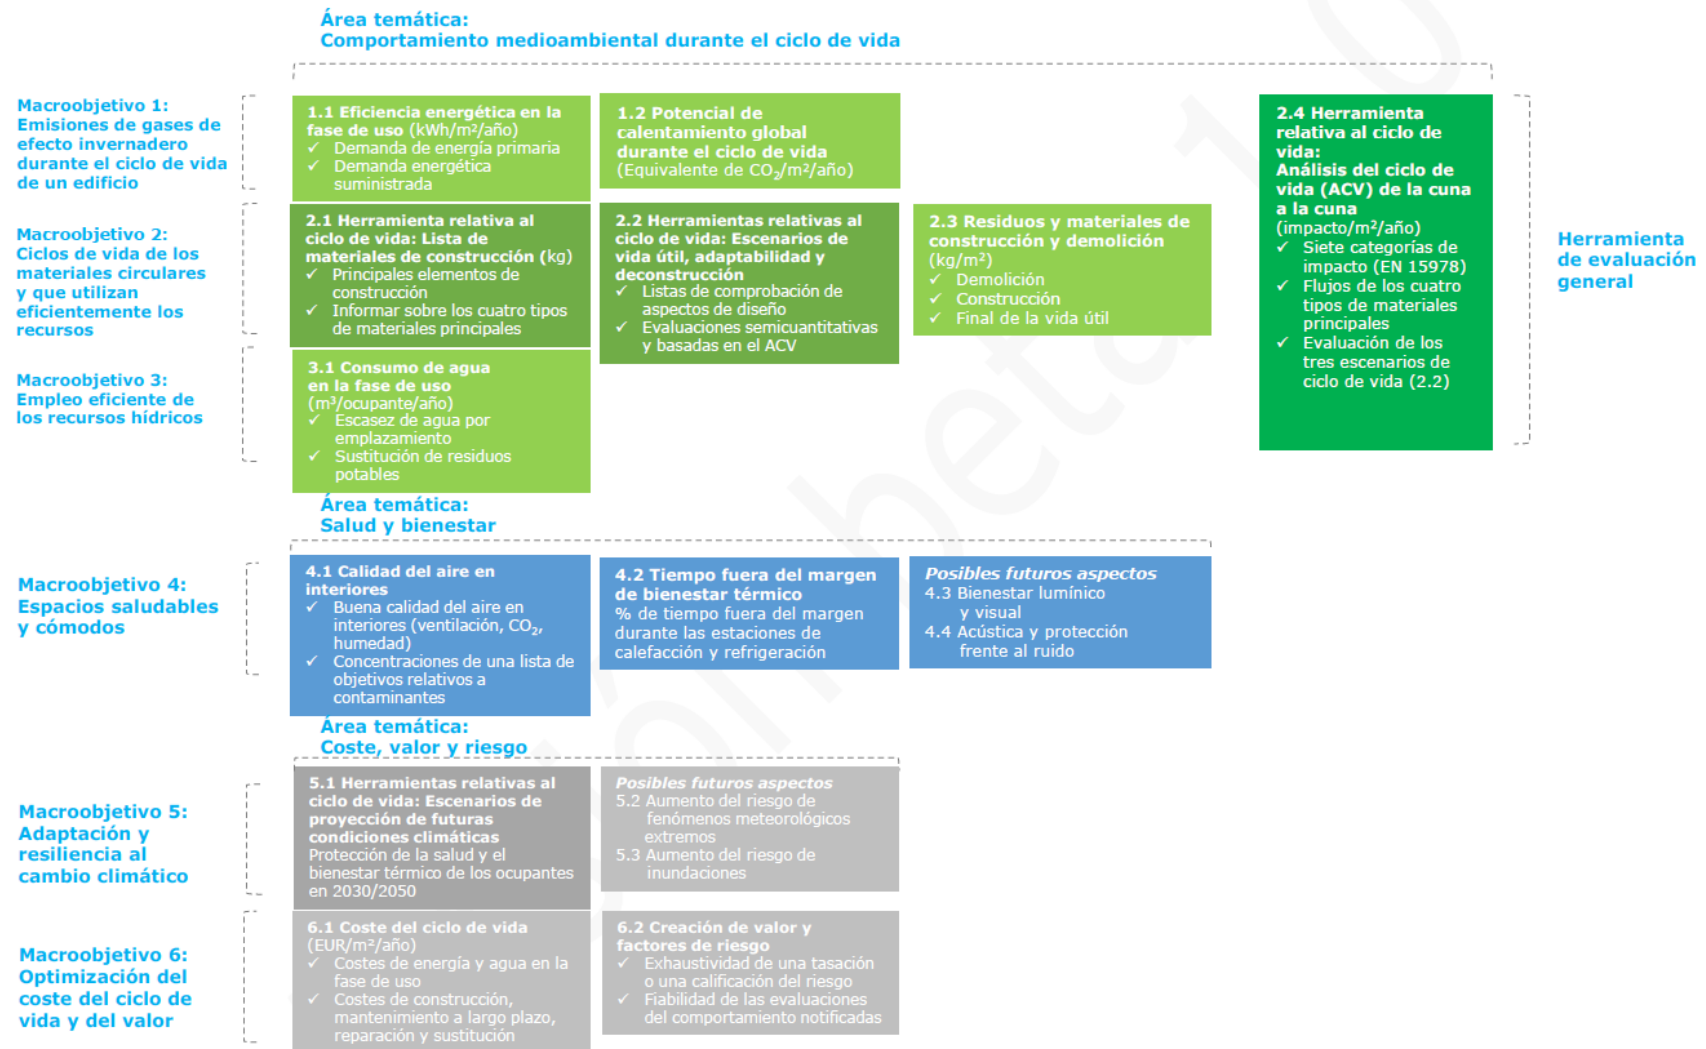 Área temática:
Comportamiento medioambiental durante el ciclo de vida
Macroobjetivo 1:
Emisiones de gases de
efecto invernadero
durante el ciclo de vida
de un edificio
1.1 Eficiencia energética en la
fase de uso (kWh/m²/año)
✓ Demanda de energía primaria
✓ Demanda energética
suministrada
1.2 Potencial de
calentamiento global
durante el ciclo de vida
(Equivalente de CO₂/m²/año)
Macroobjetivo 2:
Ciclos de vida de los
materiales circulares
y que utilizan
eficientemente los
recursos
2.1 Herramienta relativa al
ciclo de vida: Lista de
materiales de construcción (kg)
✓ Principales elementos de
construcción
✓ Informar sobre los cuatro tipos
de materiales principales
2.2 Herramientas relativas al
ciclo de vida: Escenarios de
vida útil, adaptabilidad y
deconstrucción
✓ Listas de comprobación de
aspectos de diseño
✓ Evaluaciones semicuantitativas
y basadas en el ACV
2.3 Residuos y materiales de
construcción y demolición
(kg/m²)
✓ Demolición
✓ Construcción
✓ Final de la vida útil
2.4 Herramienta
relativa al ciclo de
vida:
Análisis del ciclo de
vida (ACV) de la cuna
a la cuna
(impacto/m²/año)
✓ Siete categorías de
impacto (EN 15978)
✓ Flujos de los cuatro
tipos de materiales
principales
✓ Evaluación de los
tres escenarios de
ciclo de vida (2.2)
Herramienta
de evaluación
general
Macroobjetivo 3:
Empleo eficiente de
los recursos hídricos
3.1 Consumo de agua
en la fase de uso
(m³/ocupante/año)
✓ Escasez de agua por
emplazamiento
✓ Sustitución de residuos
potables
Área temática:
Salud y bienestar
Macroobjetivo 4:
Espacios saludables
y cómodos
4.1 Calidad del aire en
interiores
✓ Buena calidad del aire en
interiores (ventilación, CO₂,
humedad)
✓ Concentraciones de una lista de
objetivos relativos a
contaminantes
4.2 Tiempo fuera del margen
de bienestar térmico
% de tiempo fuera del margen
durante las estaciones de
calefacción y refrigeración
Posibles futuros aspectos
4.3 Bienestar lumínico
y visual
4.4 Acústica y protección
frente al ruido
Área temática:
Coste, valor y riesgo
Macroobjetivo 5:
Adaptación y
resiliencia al
cambio climático
5.1 Herramientas relativas al
ciclo de vida: Escenarios de
proyección de futuras
condiciones climáticas
Protección de la salud y el
bienestar térmico de los ocupantes
en 2030/2050
Posibles futuros aspectos
5.2 Aumento del riesgo de
fenómenos meteorológicos
extremos
5.3 Aumento del riesgo de
inundaciones
Macroobjetivo 6:
Optimización del
coste del ciclo de
vida y del valor
6.1 Coste del ciclo de vida
(EUR/m²/año)
✓ Costes de energía y agua en la
fase de uso
✓ Costes de construcción,
mantenimiento a largo plazo,
reparación y sustitución
6.2 Creación de valor y
factores de riesgo
✓ Exhaustividad de una tasación
o una calificación del riesgo
✓ Fiabilidad de las evaluaciones
del comportamiento notificadas